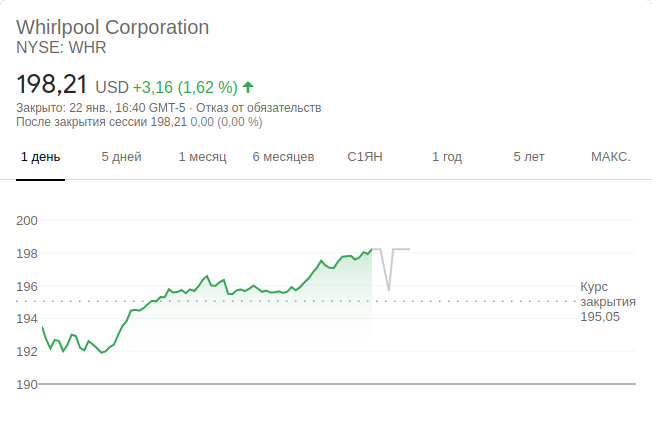 Whirlpool Corporation
NYSE: WHR
198,21 USD +3,16 (1,62 %)
Закрыто: 22 янв., 16:40 GMT-5 · Отказ от обязательств
После закрытия сессии 198,21 0,00 (0,00 %)
1 день 5 дней 1 месяц 6 месяцев С1ЯН 1 год 5 лет МАКС.
200
198
196
194
192
190
Курс
закрытия
195,05